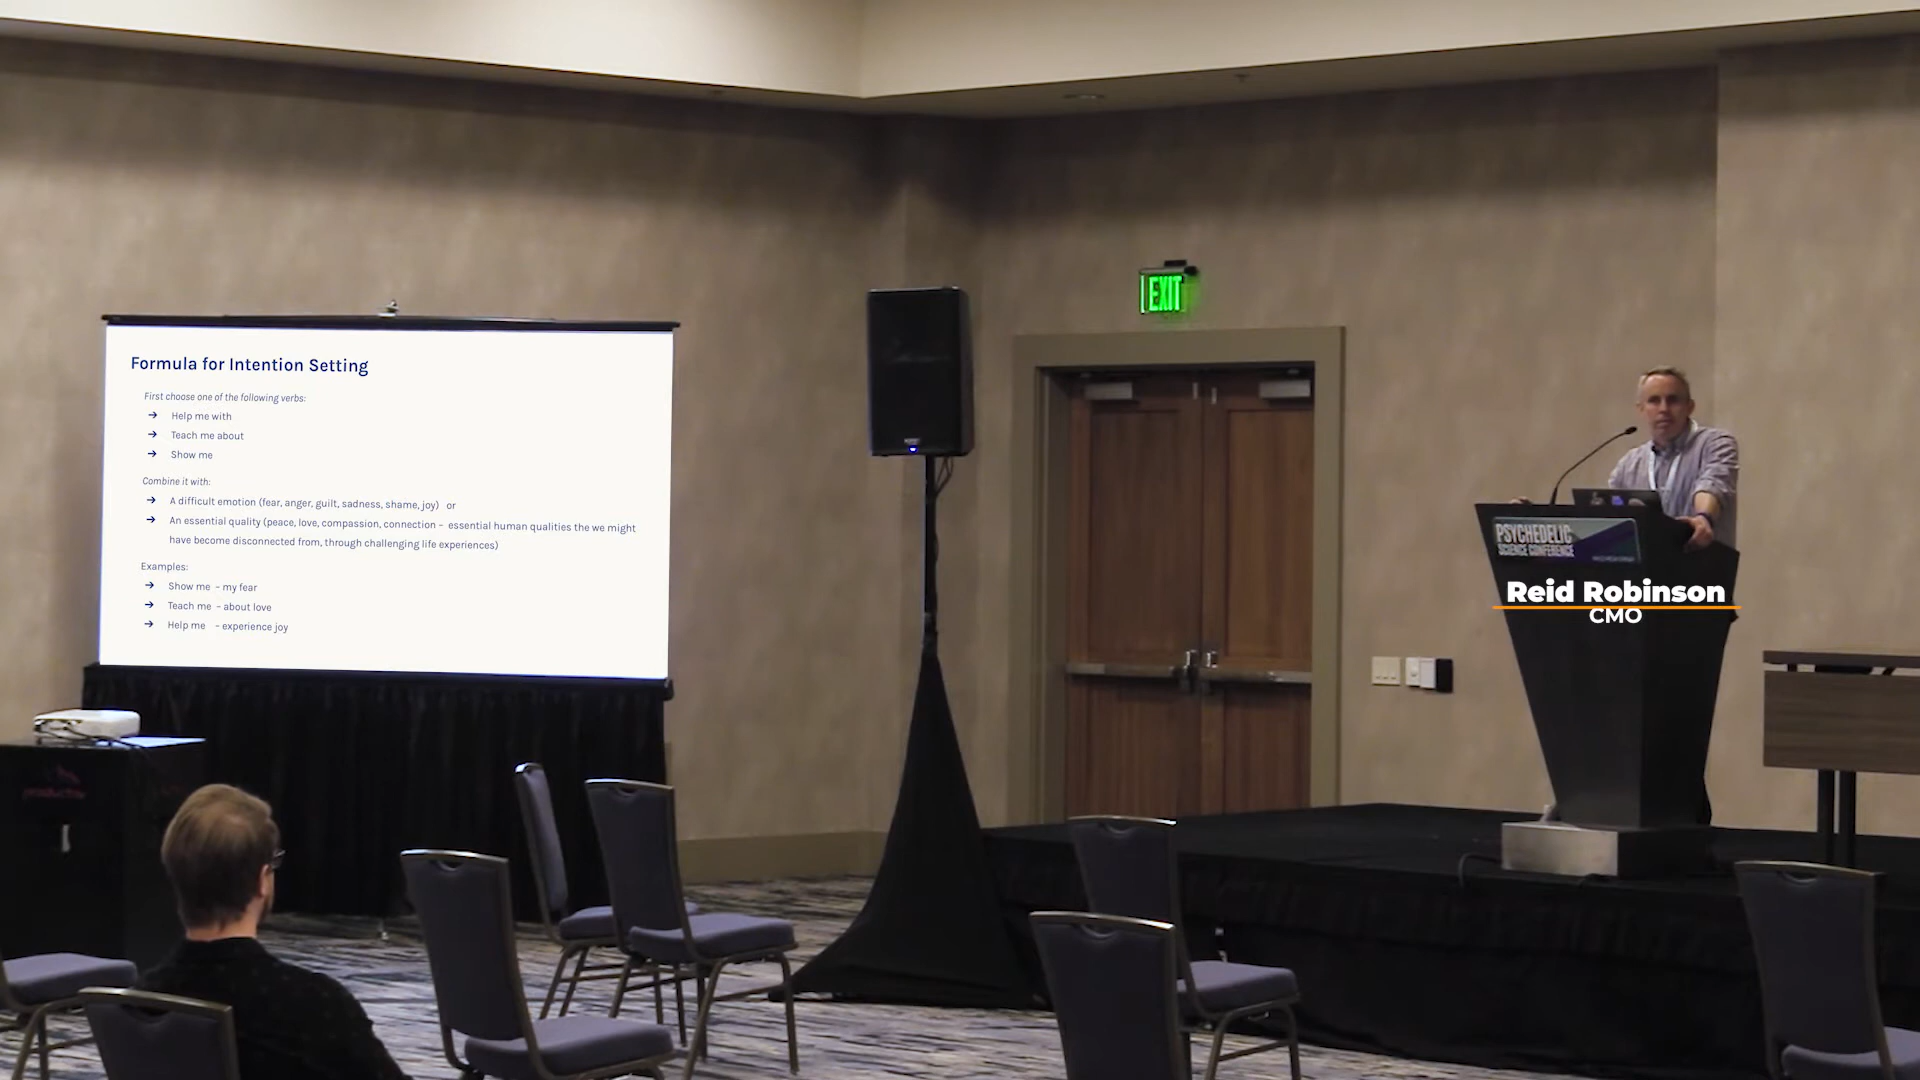 Formula for Intention Setting
First choose one of the following verbs:
→ Help me with
→ Teach me about
→ Show me
Combine it with:
→ A difficult emotion (fear, anger, guilt, sadness, shame, joy) or
→ An essential quality (peace, love, compassion, connection – essential human qualities the we might
have become disconnected from, through challenging life experiences)
Examples:
→ Show me – my fear
→ Teach me – about love
→ Help me – experience joy
EXIT
PSYCHEDELIC
SCIENCE CONFERENCE
Reid Robinson
CMO